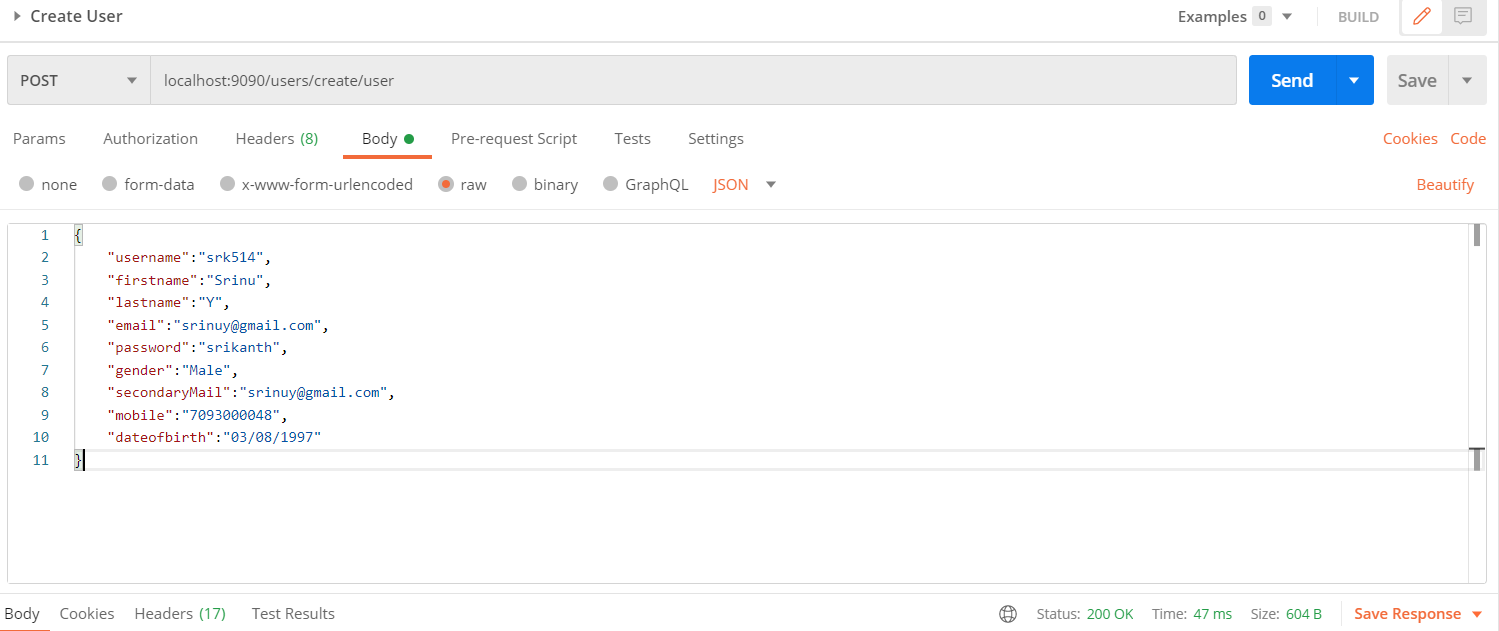 Create User Examples 0 BUILD
POST localhost:9090/users/create/user Send Save
Params Authorization Headers (8) Body Pre-request Script Tests Settings Cookies Code
none form-data x-www-form-urlencoded raw binary GraphQL JSON Beautify
1 {
2 "username":"srk514",
3 "firstname":"Srinu",
4 "lastname":"Y",
5 "email":"srinuy@gmail.com",
6 "password":"srikanth",
7 "gender":"Male",
8 "secondaryMail":"srinuy@gmail.com",
9 "mobile":"7093000048",
10 "dateofbirth":"03/08/1997"
11 }
Body Cookies Headers (17) Test Results Status: 200 OK Time: 47 ms Size: 604 B Save Response